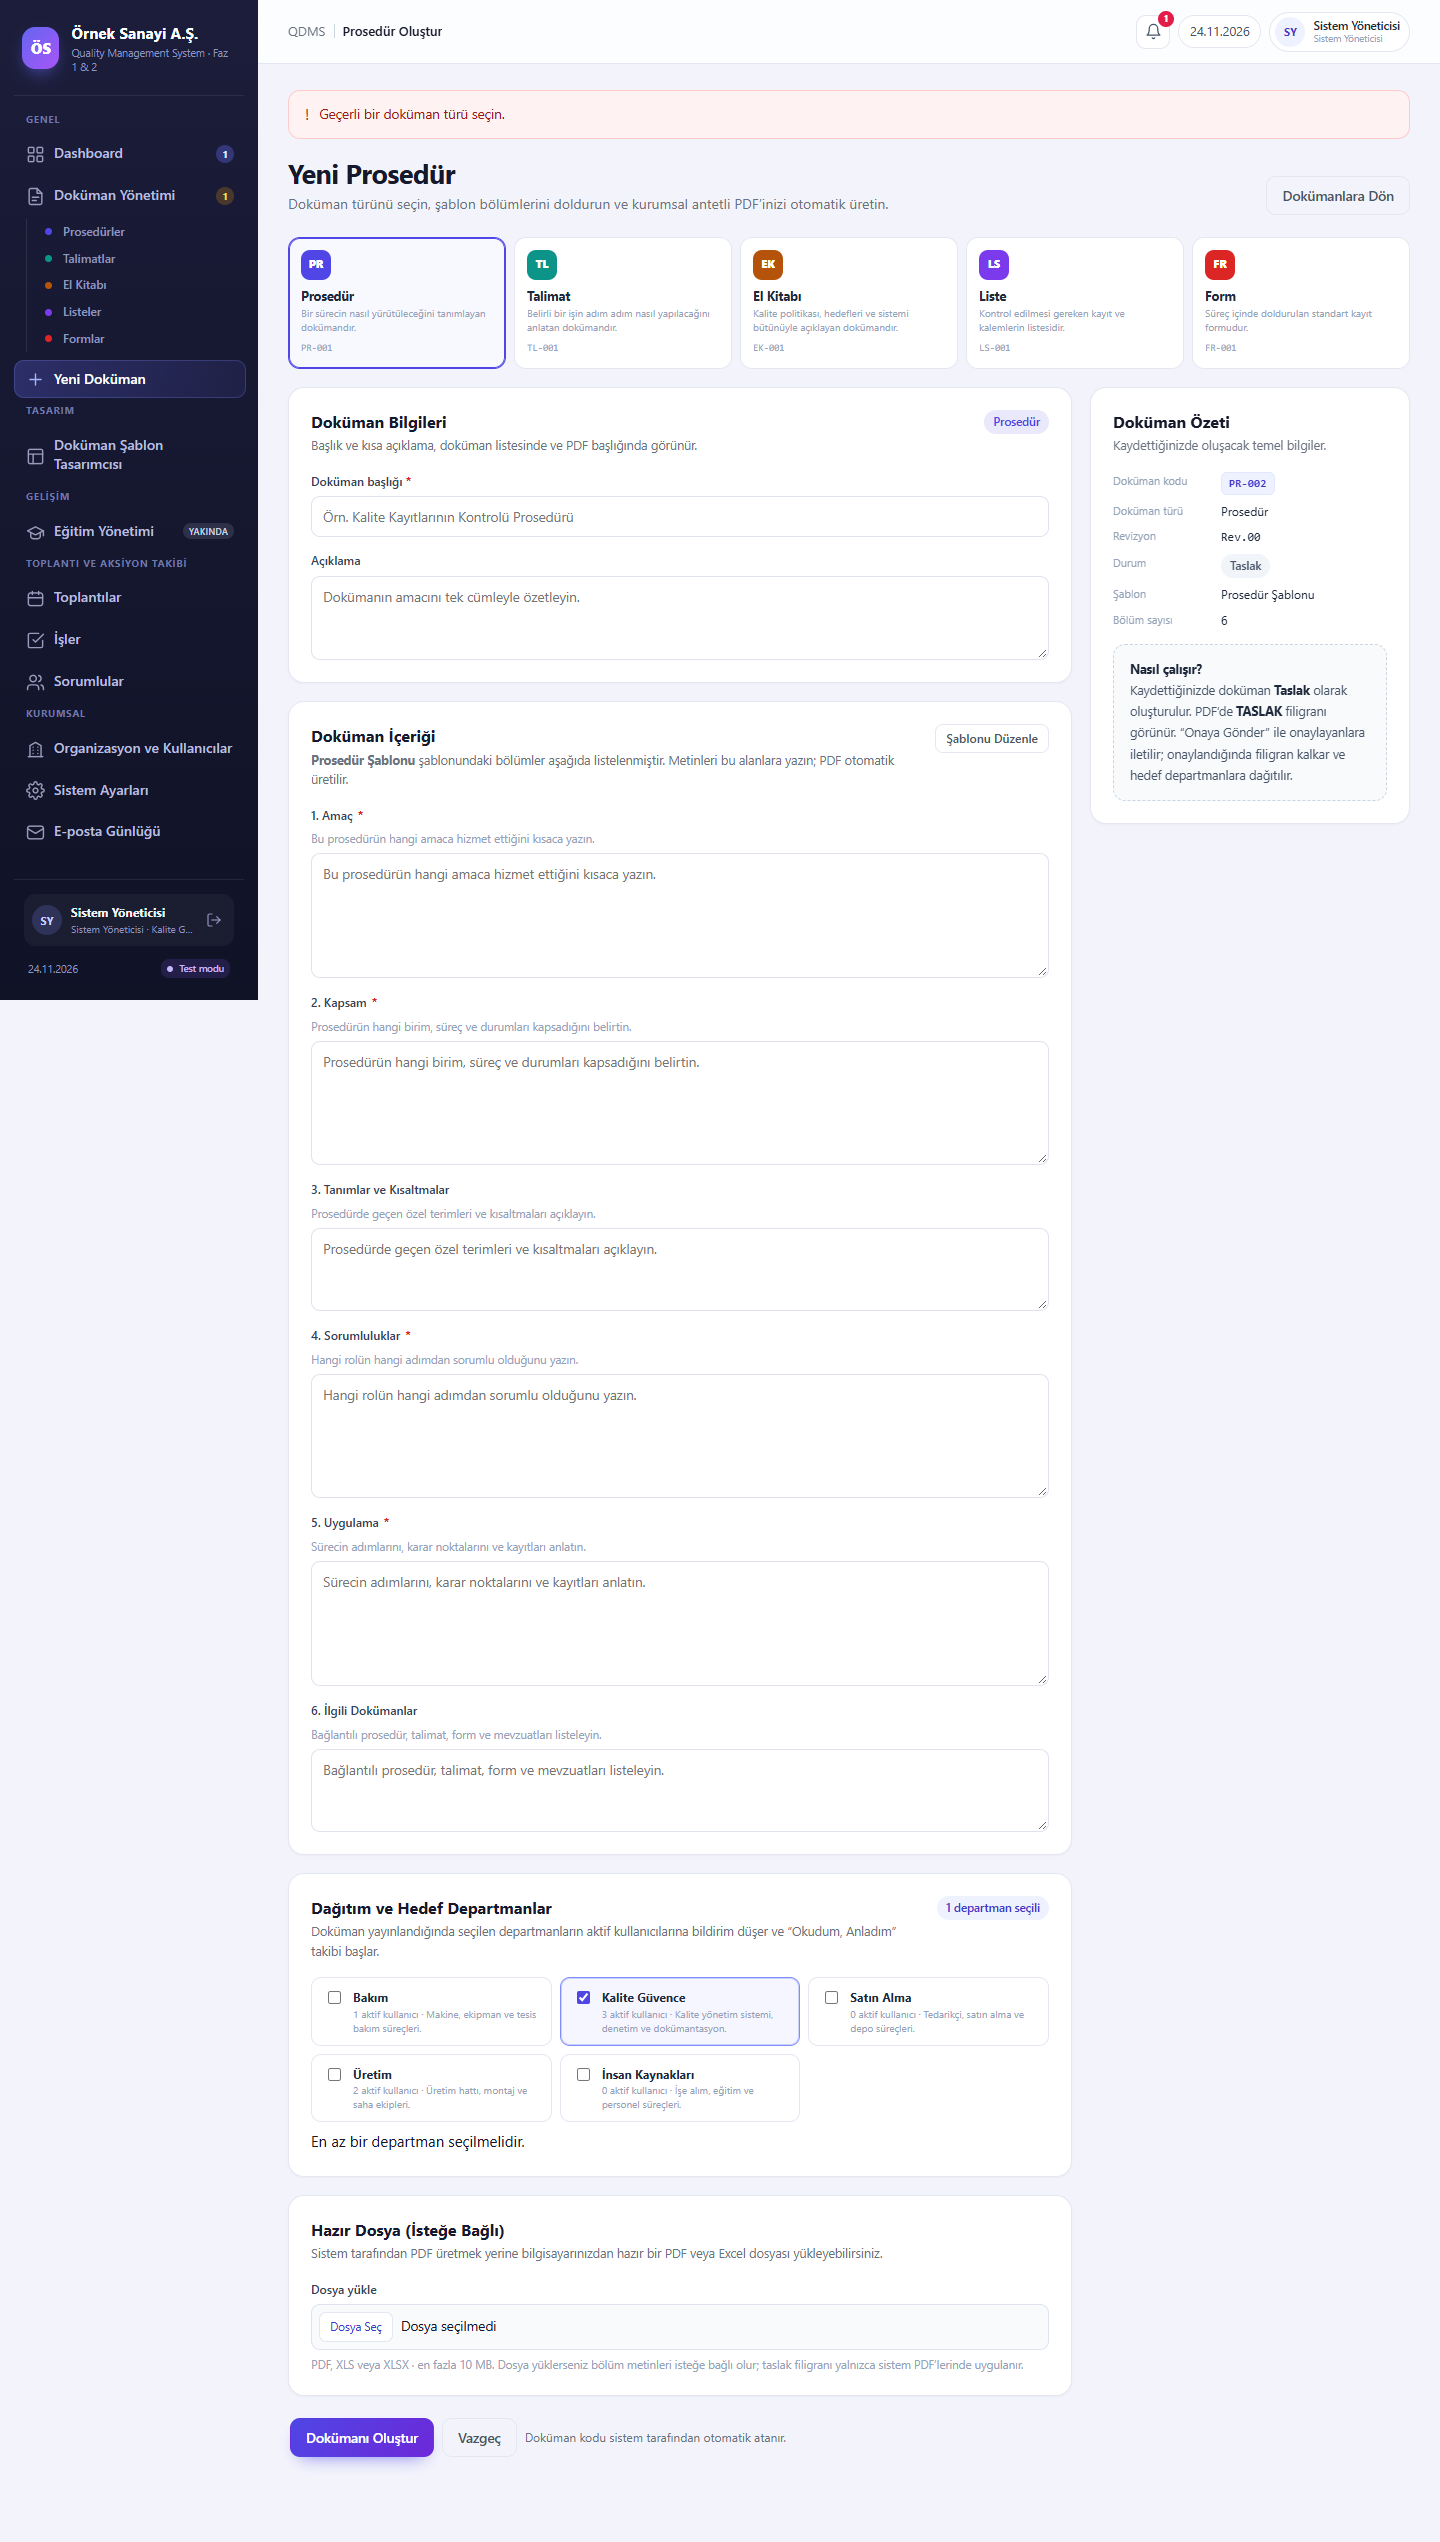 ÖS
Örnek Sanayi A.Ş.
Quality Management System · Faz
1 & 2
GENEL
Dashboard
1
Doküman Yönetimi
1
Prosedürler
Talimatlar
El Kitabı
Listeler
Formlar
Yeni Doküman
TASARIM
Doküman Şablon
Tasarımcısı
GELİŞİM
Eğitim Yönetimi
YAKINDA
TOPLANTI VE AKSİYON TAKİBİ
Toplantılar
İşler
Sorumlular
KURUMSAL
Organizasyon ve Kullanıcılar
Sistem Ayarları
E-posta Günlüğü
SY
Sistem Yöneticisi
Sistem Yöneticisi · Kalite G...
24.11.2026
Test modu
QDMS
Prosedür Oluştur
1
24.11.2026
SY
Sistem Yöneticisi
Sistem Yöneticisi
! Geçerli bir doküman türü seçin.
Yeni Prosedür
Doküman türünü seçin, şablon bölümlerini doldurun ve kurumsal antetli PDF'inizi otomatik üretin.
Dokümanlara Dön
PR
Prosedür
Bir sürecin nasıl yürütüleceğini tanımlayan
dokümandır.
PR-001
TL
Talimat
Belirli bir işin adım adım nasıl yapılacağını
anlatan dokümandır.
TL-001
EK
El Kitabı
Kalite politikası, hedefleri ve sistemi
bütünüyle açıklayan dokümandır.
EK-001
LS
Liste
Kontrol edilmesi gereken kayıt ve
kalemlerin listesidir.
LS-001
FR
Form
Süreç içinde doldurulan standart kayıt
formudur.
FR-001
Doküman Bilgileri
Başlık ve kısa açıklama, doküman listesinde ve PDF başlığında görünür.
Prosedür
Doküman başlığı *
Örn. Kalite Kayıtlarının Kontrolü Prosedürü
Açıklama
Dokümanın amacını tek cümleyle özetleyin.
Doküman Özeti
Kaydettiğinizde oluşacak temel bilgiler.
Doküman kodu
PR-002
Doküman türü
Prosedür
Revizyon
Rev.00
Durum
Taslak
Şablon
Prosedür Şablonu
Bölüm sayısı
6
Nasıl çalışır?
Kaydettiğinizde doküman Taslak olarak
oluşturulur. PDF'de TASLAK filigranı
görünür. “Onaya Gönder” ile onaylayanlara
iletilir; onaylandığında filigran kalkar ve
hedef departmanlara dağıtılır.
Doküman İçeriği
Prosedür Şablonu şablonundaki bölümler aşağıda listelenmiştir. Metinleri bu alanlara yazın; PDF otomatik
üretilir.
Şablonu Düzenle
1. Amaç *
Bu prosedürün hangi amaca hizmet ettiğini kısaca yazın.
Bu prosedürün hangi amaca hizmet ettiğini kısaca yazın.
2. Kapsam *
Prosedürün hangi birim, süreç ve durumları kapsadığını belirtin.
Prosedürün hangi birim, süreç ve durumları kapsadığını belirtin.
3. Tanımlar ve Kısaltmalar
Prosedürde geçen özel terimleri ve kısaltmaları açıklayın.
Prosedürde geçen özel terimleri ve kısaltmaları açıklayın.
4. Sorumluluklar *
Hangi rolün hangi adımdan sorumlu olduğunu yazın.
Hangi rolün hangi adımdan sorumlu olduğunu yazın.
5. Uygulama *
Sürecin adımlarını, karar noktalarını ve kayıtları anlatın.
Sürecin adımlarını, karar noktalarını ve kayıtları anlatın.
6. İlgili Dokümanlar
Bağlantılı prosedür, talimat, form ve mevzuatları listeleyin.
Bağlantılı prosedür, talimat, form ve mevzuatları listeleyin.
Dağıtım ve Hedef Departmanlar
Doküman yayınlandığında seçilen departmanların aktif kullanıcılarına bildirim düşer ve “Okudum, Anladım”
takibi başlar.
1 departman seçili
Bakım
1 aktif kullanıcı · Makine, ekipman ve tesis
bakım süreçleri.
Kalite Güvence
3 aktif kullanıcı · Kalite yönetim sistemi,
denetim ve dokümantasyon.
Satın Alma
0 aktif kullanıcı · Tedarikçi, satın alma ve
depo süreçleri.
Üretim
2 aktif kullanıcı · Üretim hattı, montaj ve
saha ekipleri.
İnsan Kaynakları
0 aktif kullanıcı · İşe alım, eğitim ve
personel süreçleri.
En az bir departman seçilmelidir.
Hazır Dosya (İsteğe Bağlı)
Sistem tarafından PDF üretmek yerine bilgisayarınızdan hazır bir PDF veya Excel dosyası yükleyebilirsiniz.
Dosya yükle
Dosya Seç
Dosya seçilmedi
PDF, XLS veya XLSX · en fazla 10 MB. Dosya yüklerseniz bölüm metinleri isteğe bağlı olur; taslak filigranı yalnızca sistem PDF'lerinde uygulanır.
Dokümanı Oluştur
Vazgeç
Doküman kodu sistem tarafından otomatik atanır.